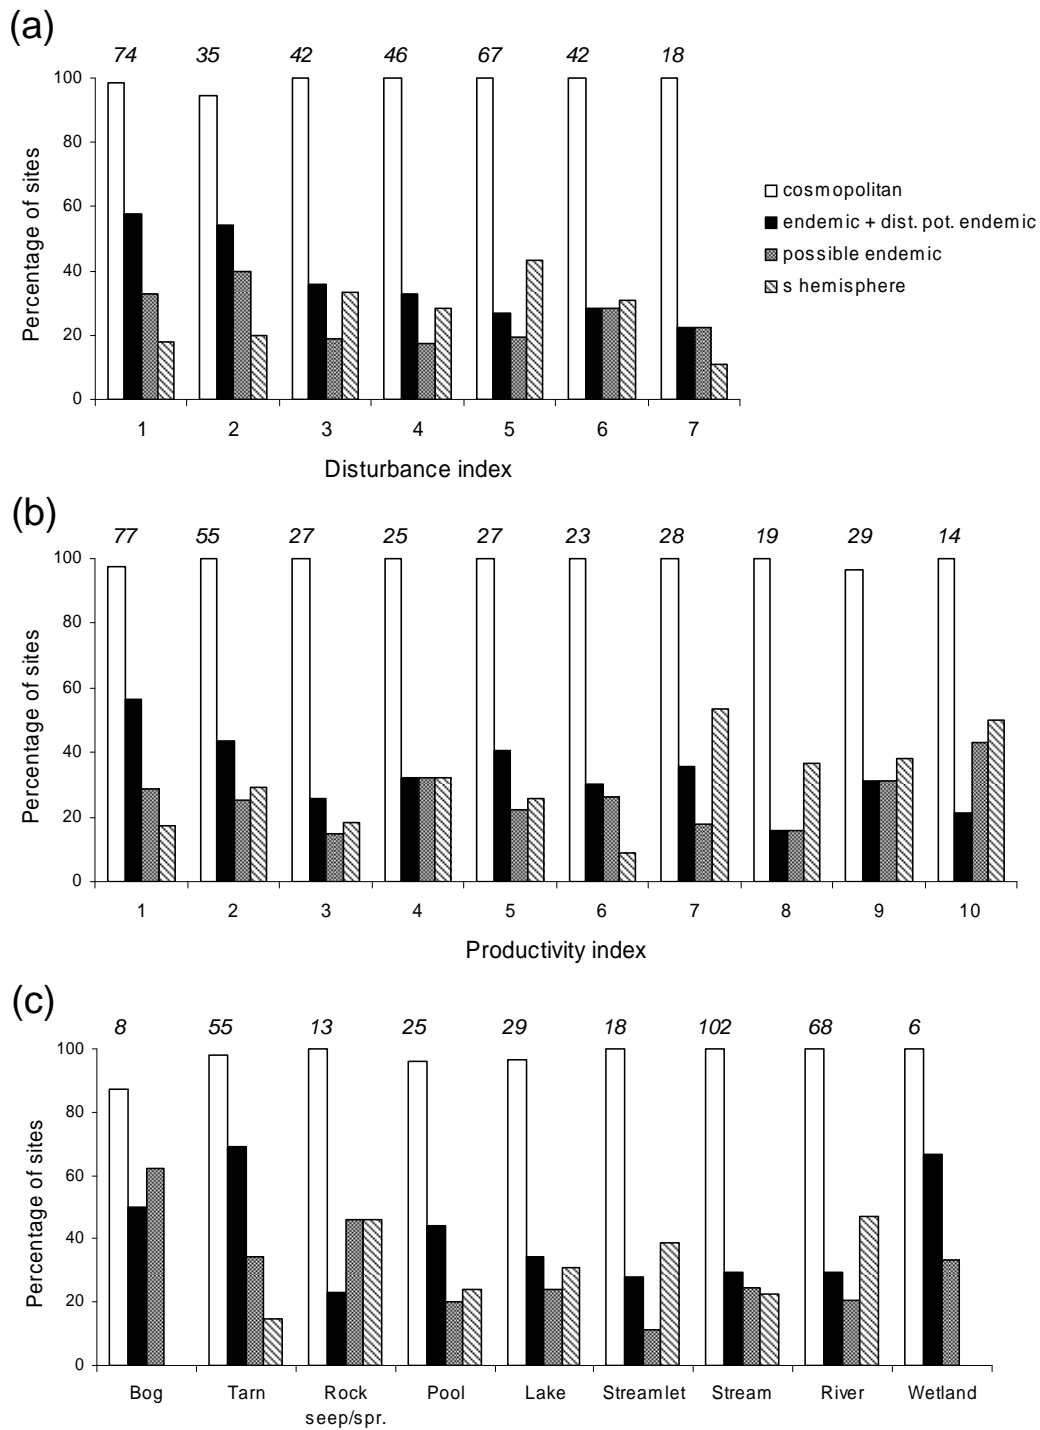 (a)
74 35 42 46 67 42 18
100
80
60
40
20
0
Percentage of sites
1 2 3 4 5 6 7
Disturbance index
cosmopolitan
endemic + dist. pot. endemic
possible endemic
s hemisphere
(b)
77 55 27 25 27 23 28 19 29 14
100
80
60
40
20
0
Percentage of sites
1 2 3 4 5 6 7 8 9 10
Productivity index
(c)
8 55 13 25 29 18 102 68 6
100
80
60
40
20
0
Percentage of sites
Bog Tarn Rock Pool Lake Streamlet Stream River Wetland
seep/spr.